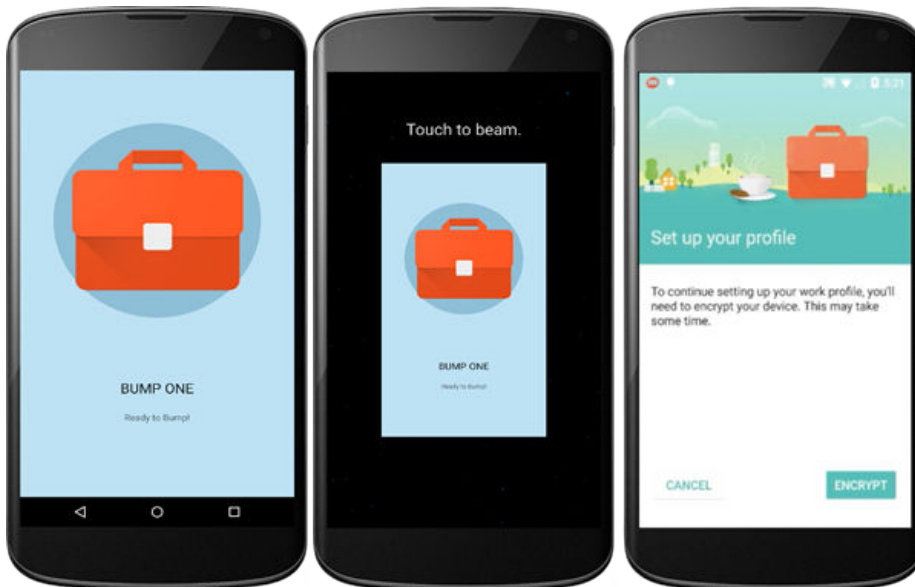 BUMP ONE
Ready to Bump!
Touch to beam.
BUMP ONE
Ready to Bump!
5:21
Set up your profile
To continue setting up your work profile, you'll
need to encrypt your device. This may take
some time.
CANCEL
ENCRYPT